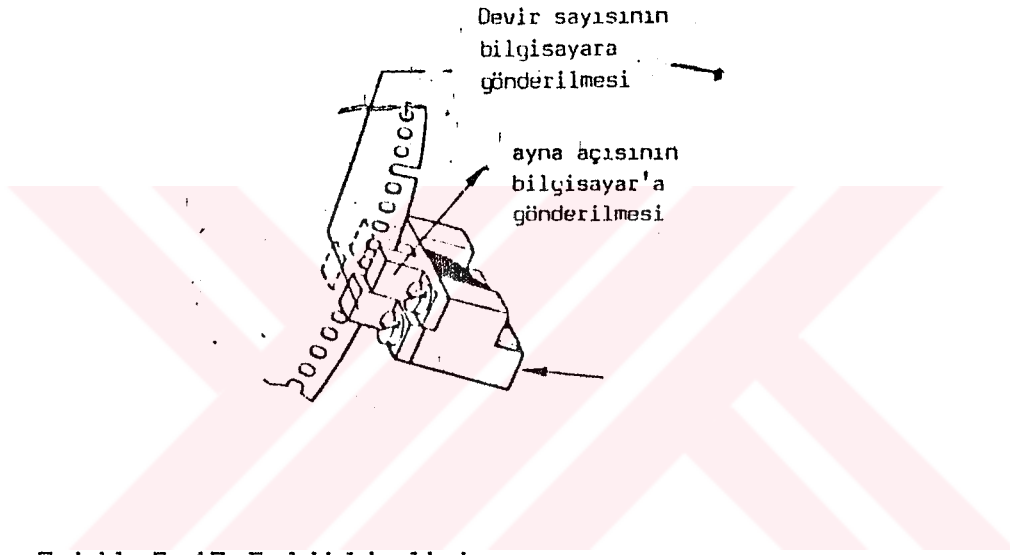 Devir sayısının
bilgisayara
gönderilmesi
ayna açısının
bilgisayar'a
gönderilmesi